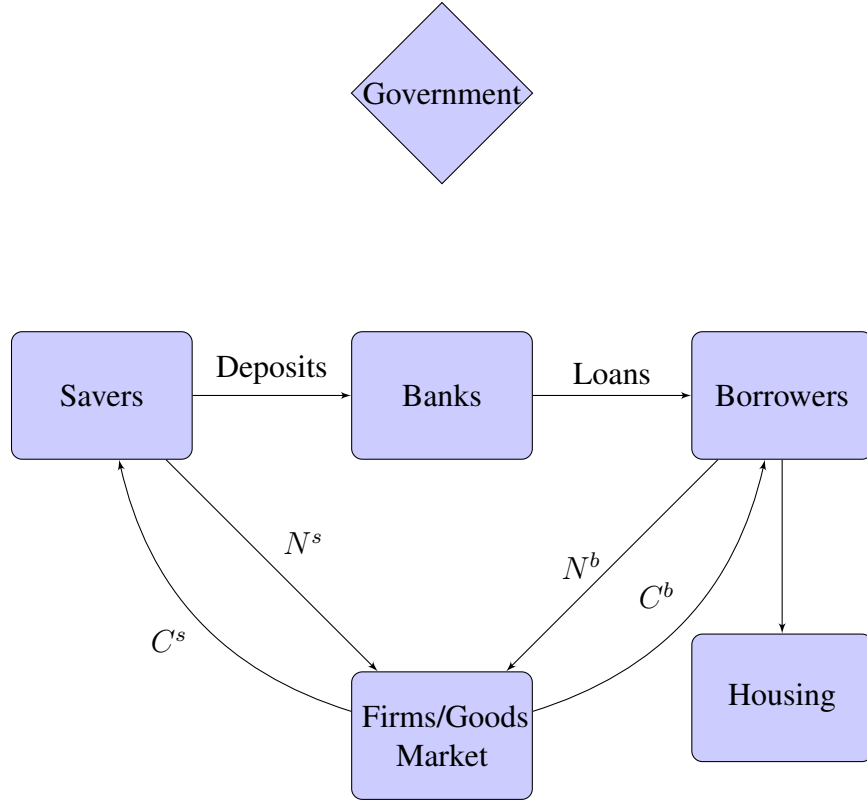 Government
Deposits
Loans
Savers
Banks
Borrowers
N^s
N^b
C^b
C^s
Housing
Firms/Goods
Market